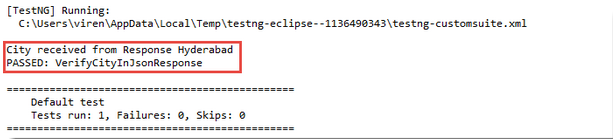 [TestNG] Running:
C:\Users\viren\AppData\Local\Temp\testng-eclipse--1136490343\testng-customsuite.xml
City received from Response Hyderabad
PASSED: VerifyCityInJsonResponse
===============================================
Default test
Tests run: 1, Failures: 0, Skips: 0
===============================================